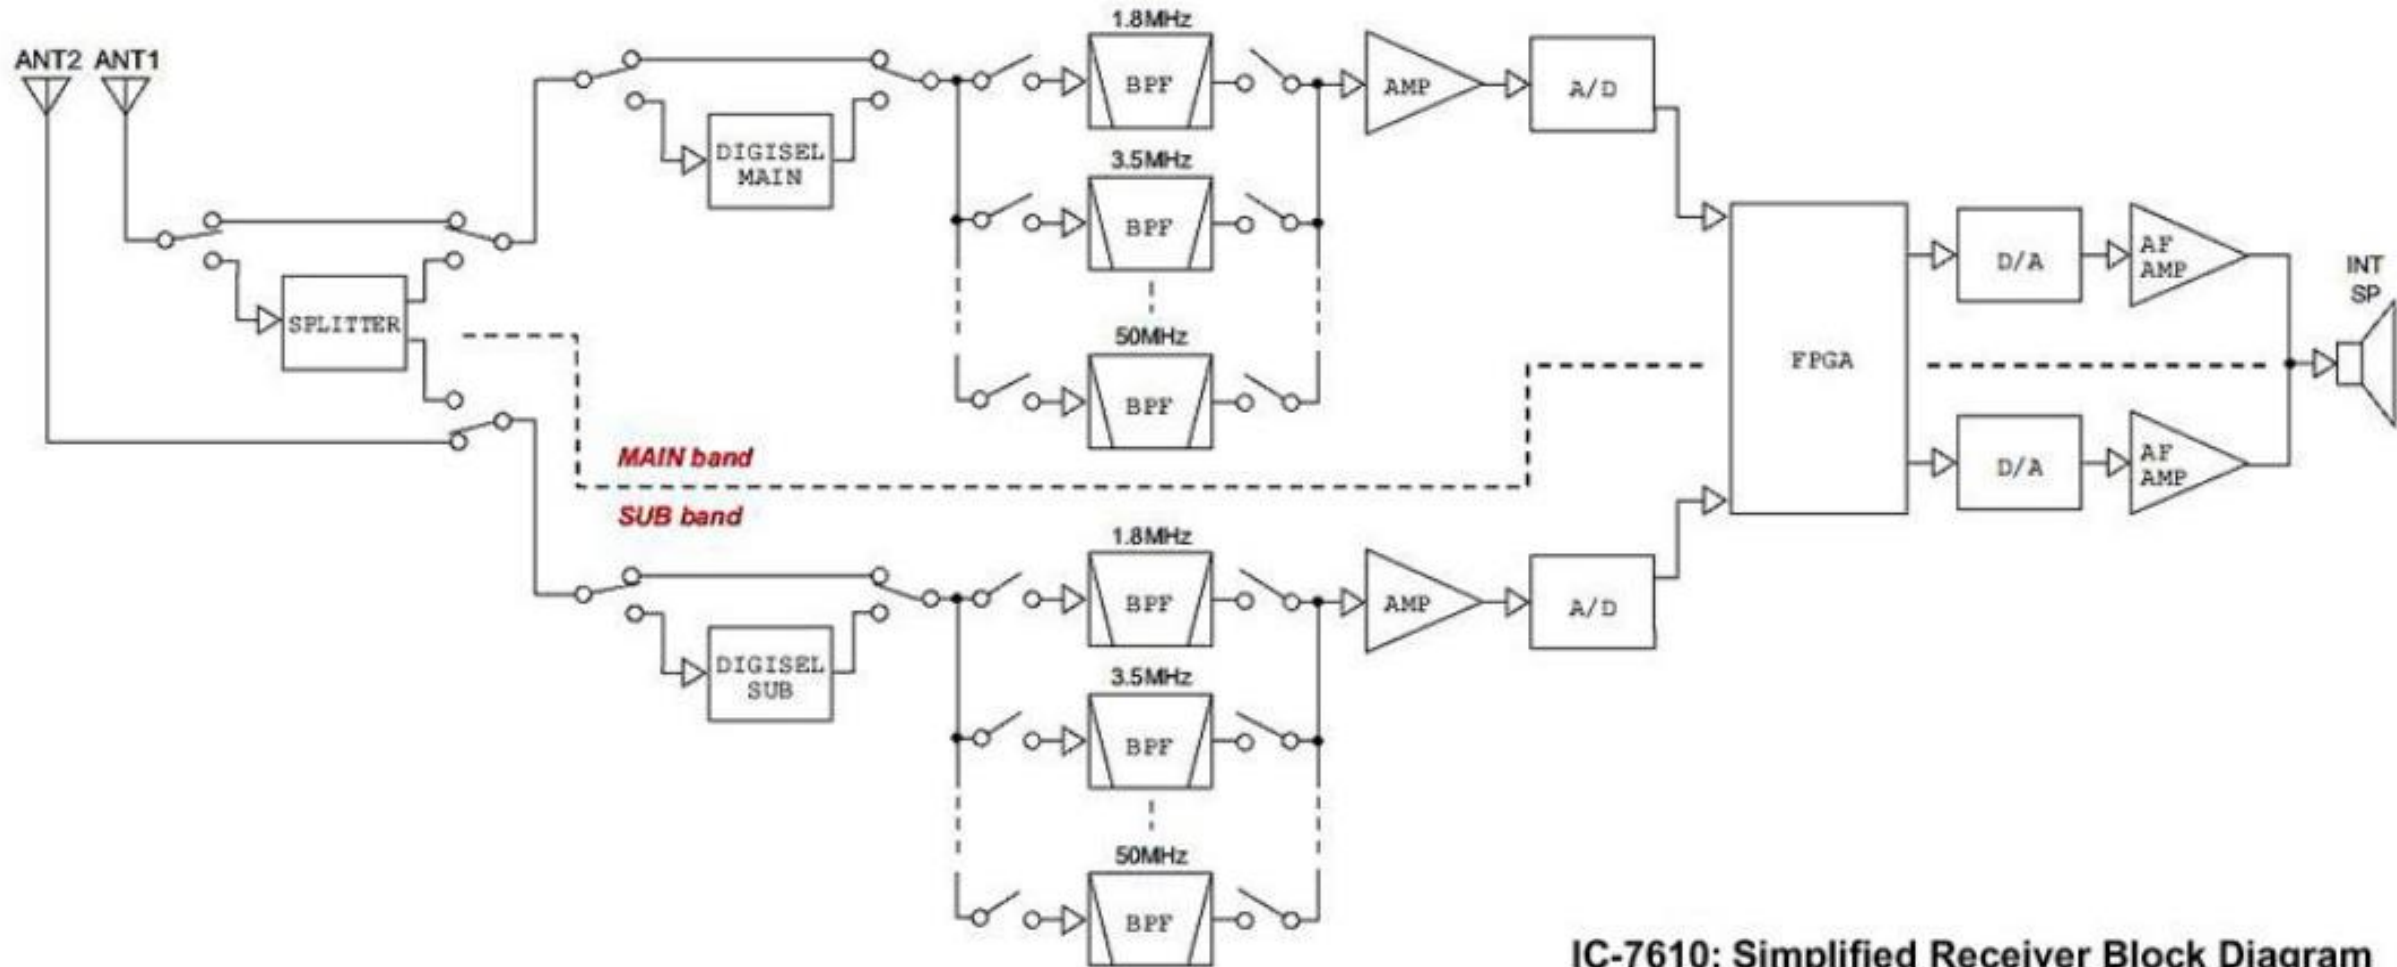 ANT2 ANT1
SPLITTER
DIGISEL
MAIN
1.8MHz
BPF
3.5MHz
BPF
50MHz
BPF
AMP
A/D
MAIN band
SUB band
DIGISEL
SUB
1.8MHz
BPF
3.5MHz
BPF
50MHz
BPF
AMP
A/D
FPGA
D/A
AF
AMP
D/A
AF
AMP
INT
SP
IC-7610: Simplified Receiver Block Diagram